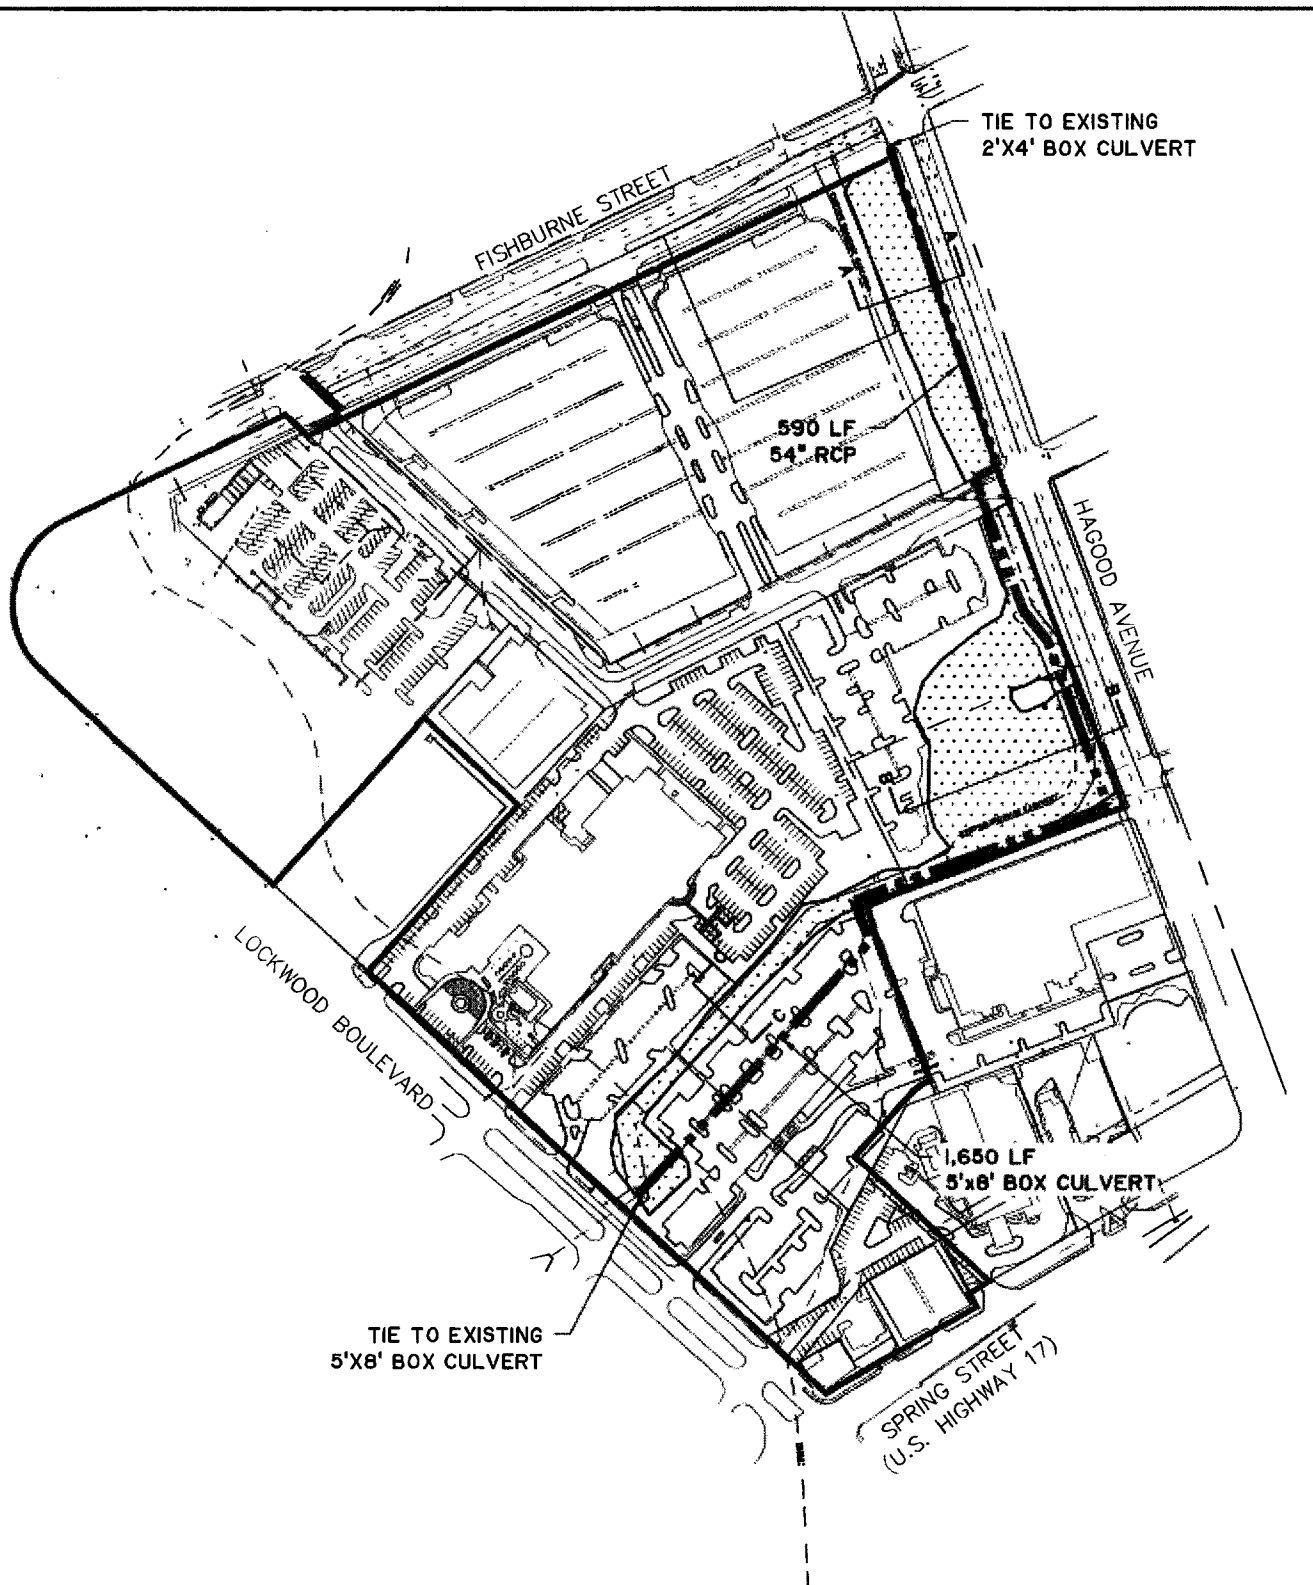 TIE TO EXISTING
2'X4' BOX CULVERT
FISHBURNE STREET
A
A
590 LF
54" RCP
HAGOOD AVENUE
B
B
C
LOCKWOOD BOULEVARD
1,650 LF
5'x8' BOX CULVERT
TIE TO EXISTING
5'X8' BOX CULVERT
SPRING STREET
(U.S. HIGHWAY 17)